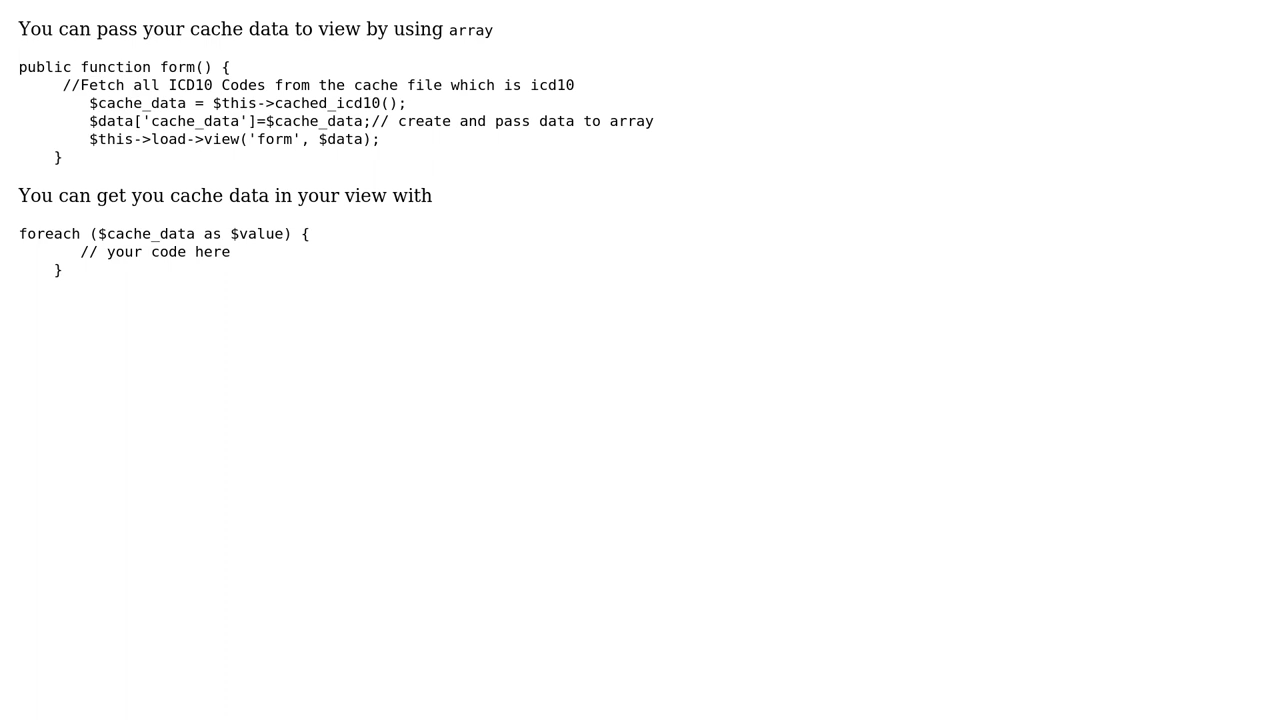 You can pass your cache data to view by using array
public function form() {
     //Fetch all ICD10 Codes from the cache file which is icd10
        $cache_data = $this->cached_icd10();
        $data['cache_data']=$cache_data;// create and pass data to array
        $this->load->view('form', $data);
    }
You can get you cache data in your view with
foreach ($cache_data as $value) {
       // your code here
    }